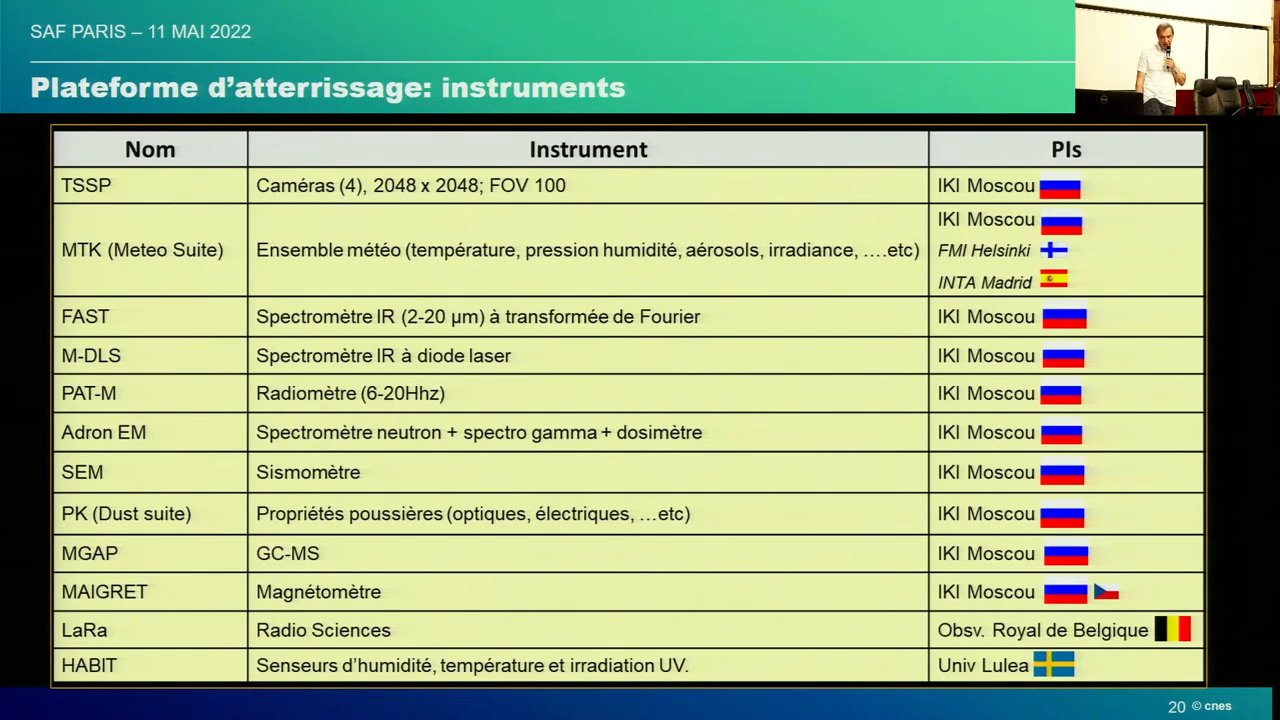 SAF PARIS – 11 MAI 2022
Plateforme d’atterrissage: instruments
Nom Instrument PIs
TSSP Caméras (4), 2048 x 2048; FOV 100 IKI Moscou
MTK (Meteo Suite) Ensemble météo (température, pression humidité, aérosols, irradiance, ….etc) IKI Moscou
FMI Helsinki
INTA Madrid
FAST Spectromètre IR (2-20 µm) à transformée de Fourier IKI Moscou
M-DLS Spectromètre IR à diode laser IKI Moscou
PAT-M Radiomètre (6-20Hhz) IKI Moscou
Adron EM Spectromètre neutron + spectro gamma + dosimètre IKI Moscou
SEM Sismomètre IKI Moscou
PK (Dust suite) Propriétés poussières (optiques, électriques, …etc) IKI Moscou
MGAP GC-MS IKI Moscou
MAIGRET Magnétomètre IKI Moscou
LaRa Radio Sciences Obsv. Royal de Belgique
HABIT Senseurs d’humidité, température et irradiation UV. Univ Lulea
20 © cnes